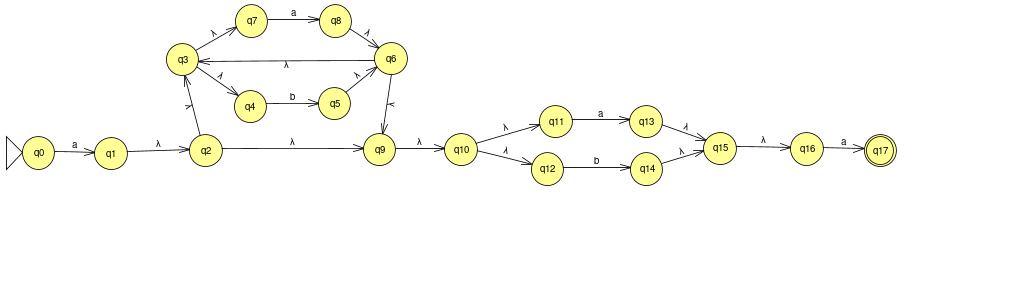 q7 a q8
λ λ
q3 λ q6
λ λ
q4 b q5
λ λ
q11 a q13
λ λ
q0 a q1 λ q2 λ q9 λ q10 q15 λ q16 a q17
λ λ
q12 b q14